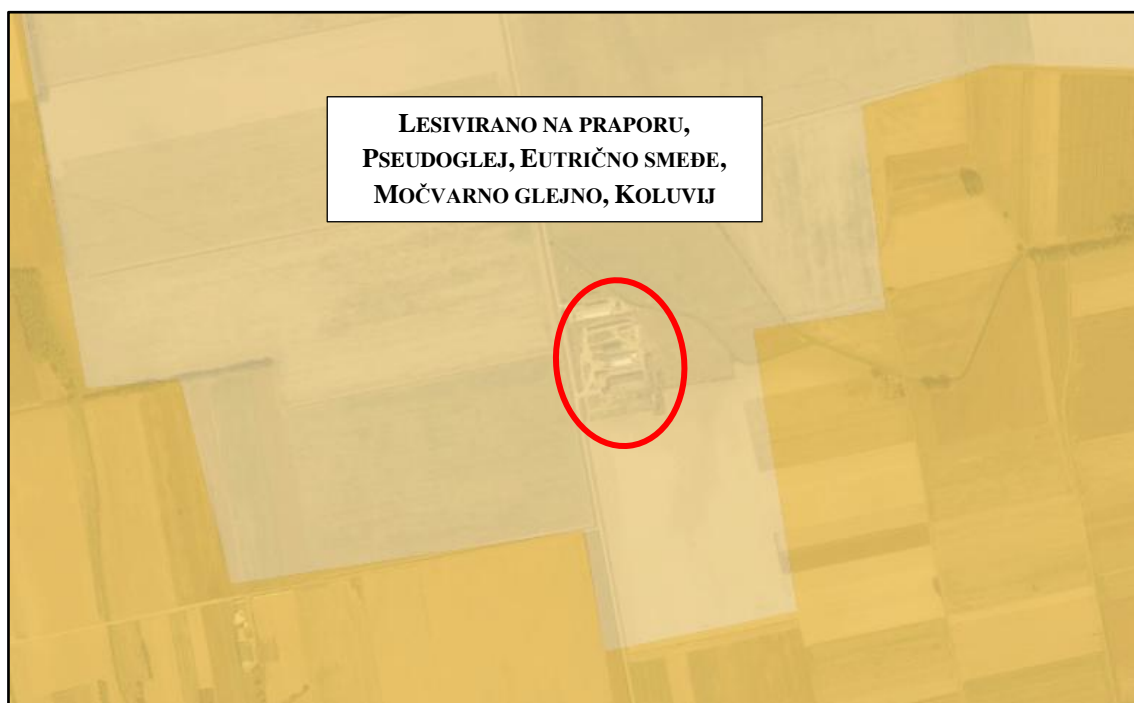 LESIVIRANO NA PRAPORU,
PSEUDOGLEJ, EUTRIČNO SMEĐE,
MOČVARNO GLEJNO, KOLUVIJ